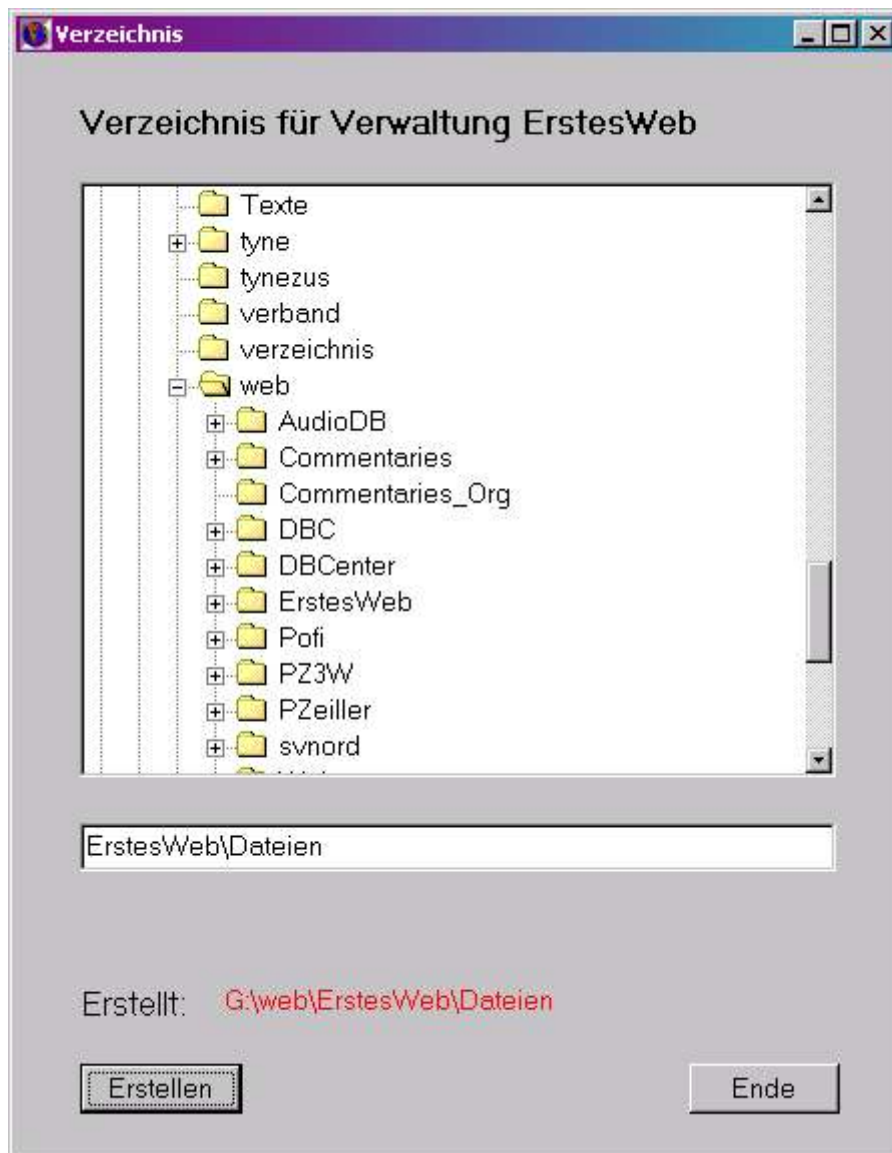 Verzeichnis
Verzeichnis für Verwaltung ErstesWeb
Texte
tyne
tynezus
verband
verzeichnis
web
AudioDB
Commentaries
Commentaries_Org
DBC
DBCenter
ErstesWeb
Pofi
PZ3W
PZeiller
svnord
ErstesWeb\Dateien
Erstellt: G:\web\ErstesWeb\Dateien
Erstellen Ende